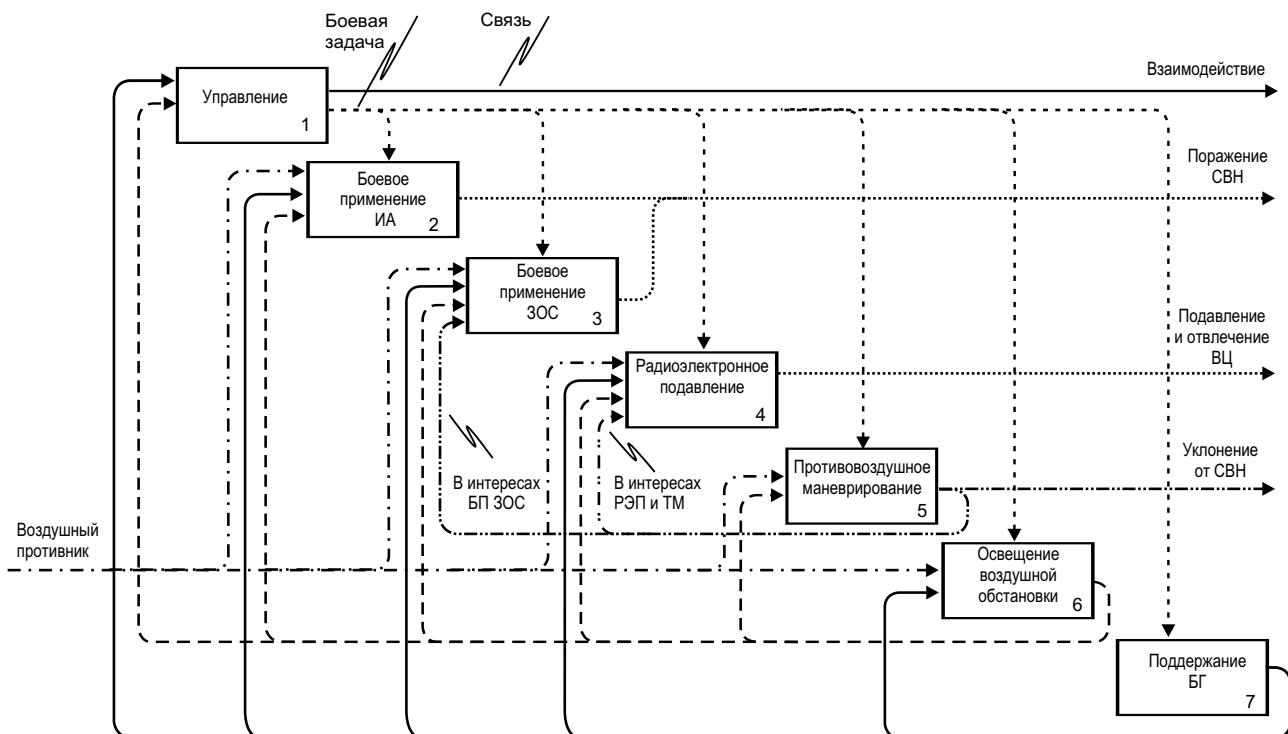 Боевая
задача
Связь
Взаимодействие
Управление
1
Поражение
СВН
Боевое
применение
ИА
2
Боевое
применение
ЗОС
3
Подавление
и отвлечение
ВЦ
Радиоэлектронное
подавление
4
Уклонение
от СВН
Противовоздушное
маневрирование
5
В интересах
БП ЗОС
В интересах
РЭП и ТМ
Воздушный
противник
Освещение
воздушной
обстановки
6
Поддержание
БГ
7